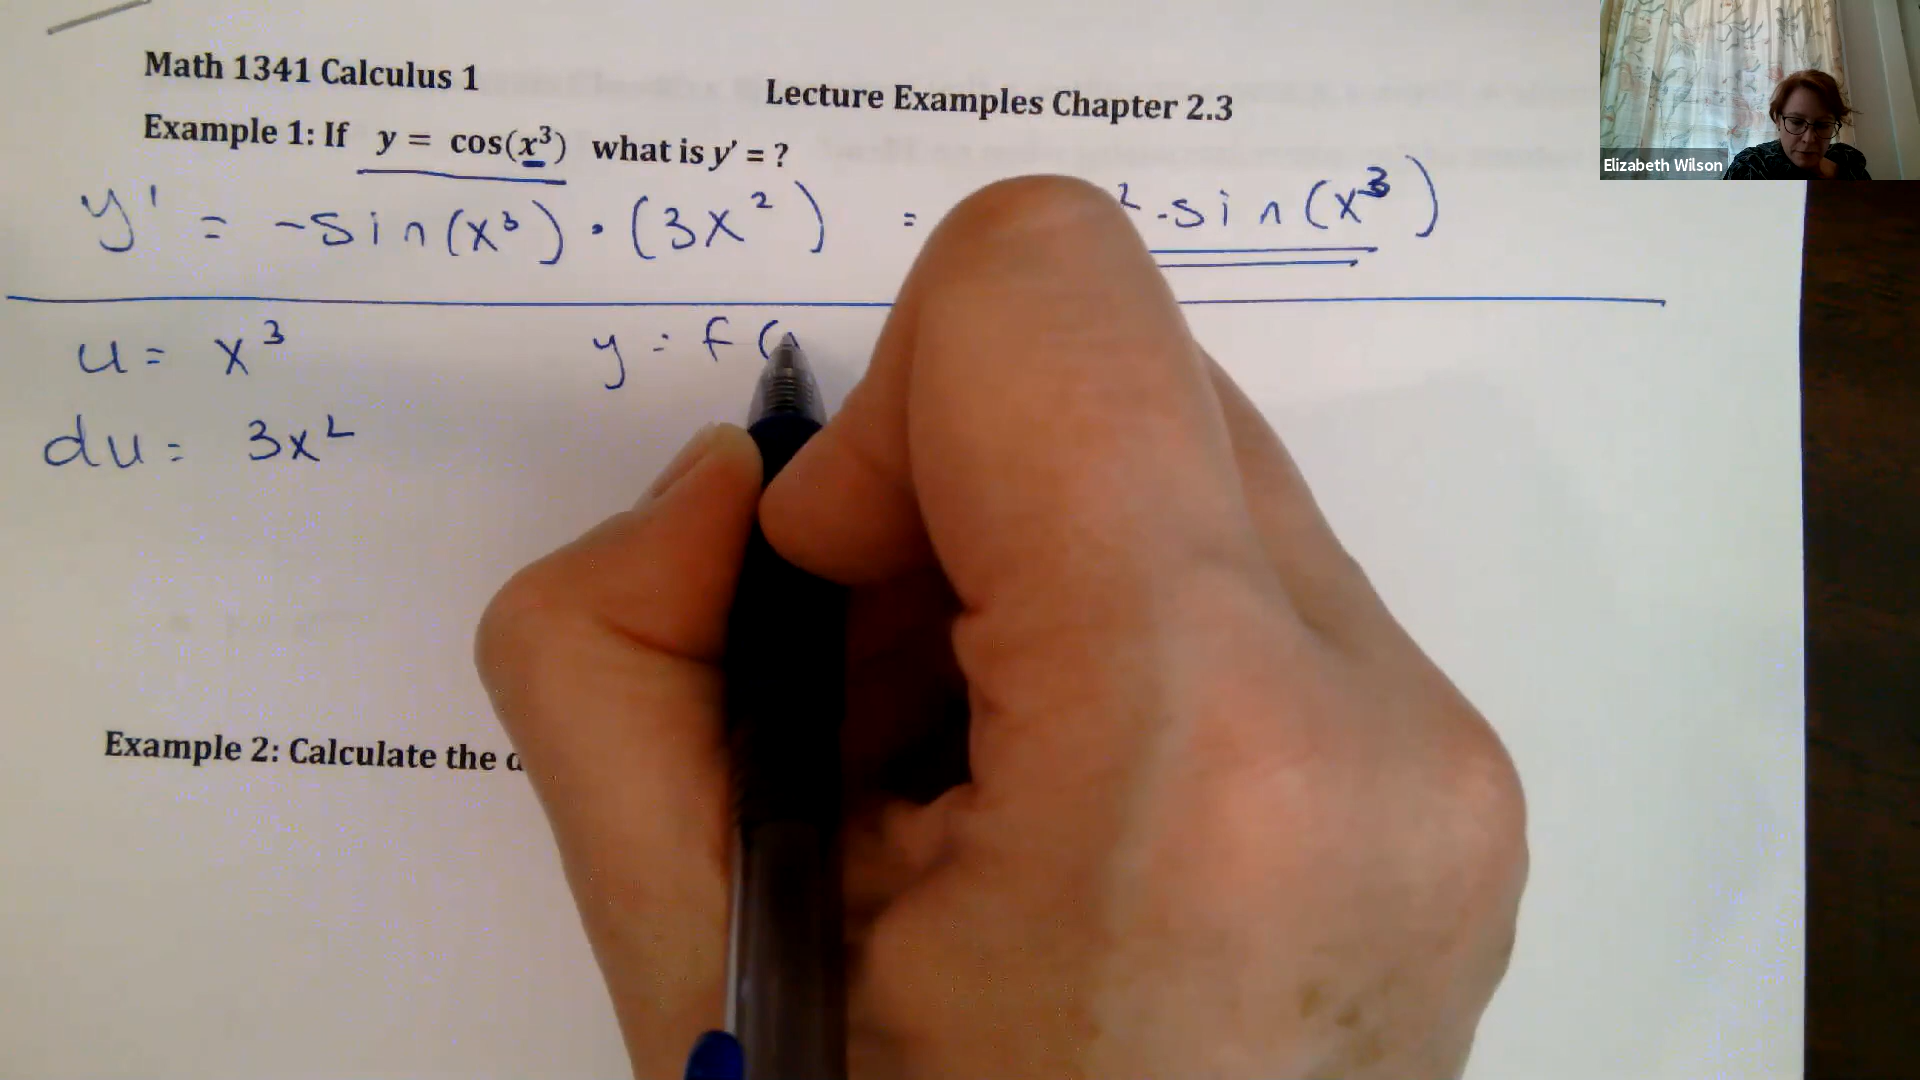 Math 1341 Calculus 1
Lecture Examples Chapter 2.3
Example 1: If y = cos(x³) what is y' = ?
y' = -sin(x³) · (3x²) = ² · sin(x³)
u = x³
y = f(
du = 3x²
Example 2: Calculate the
Elizabeth Wilson